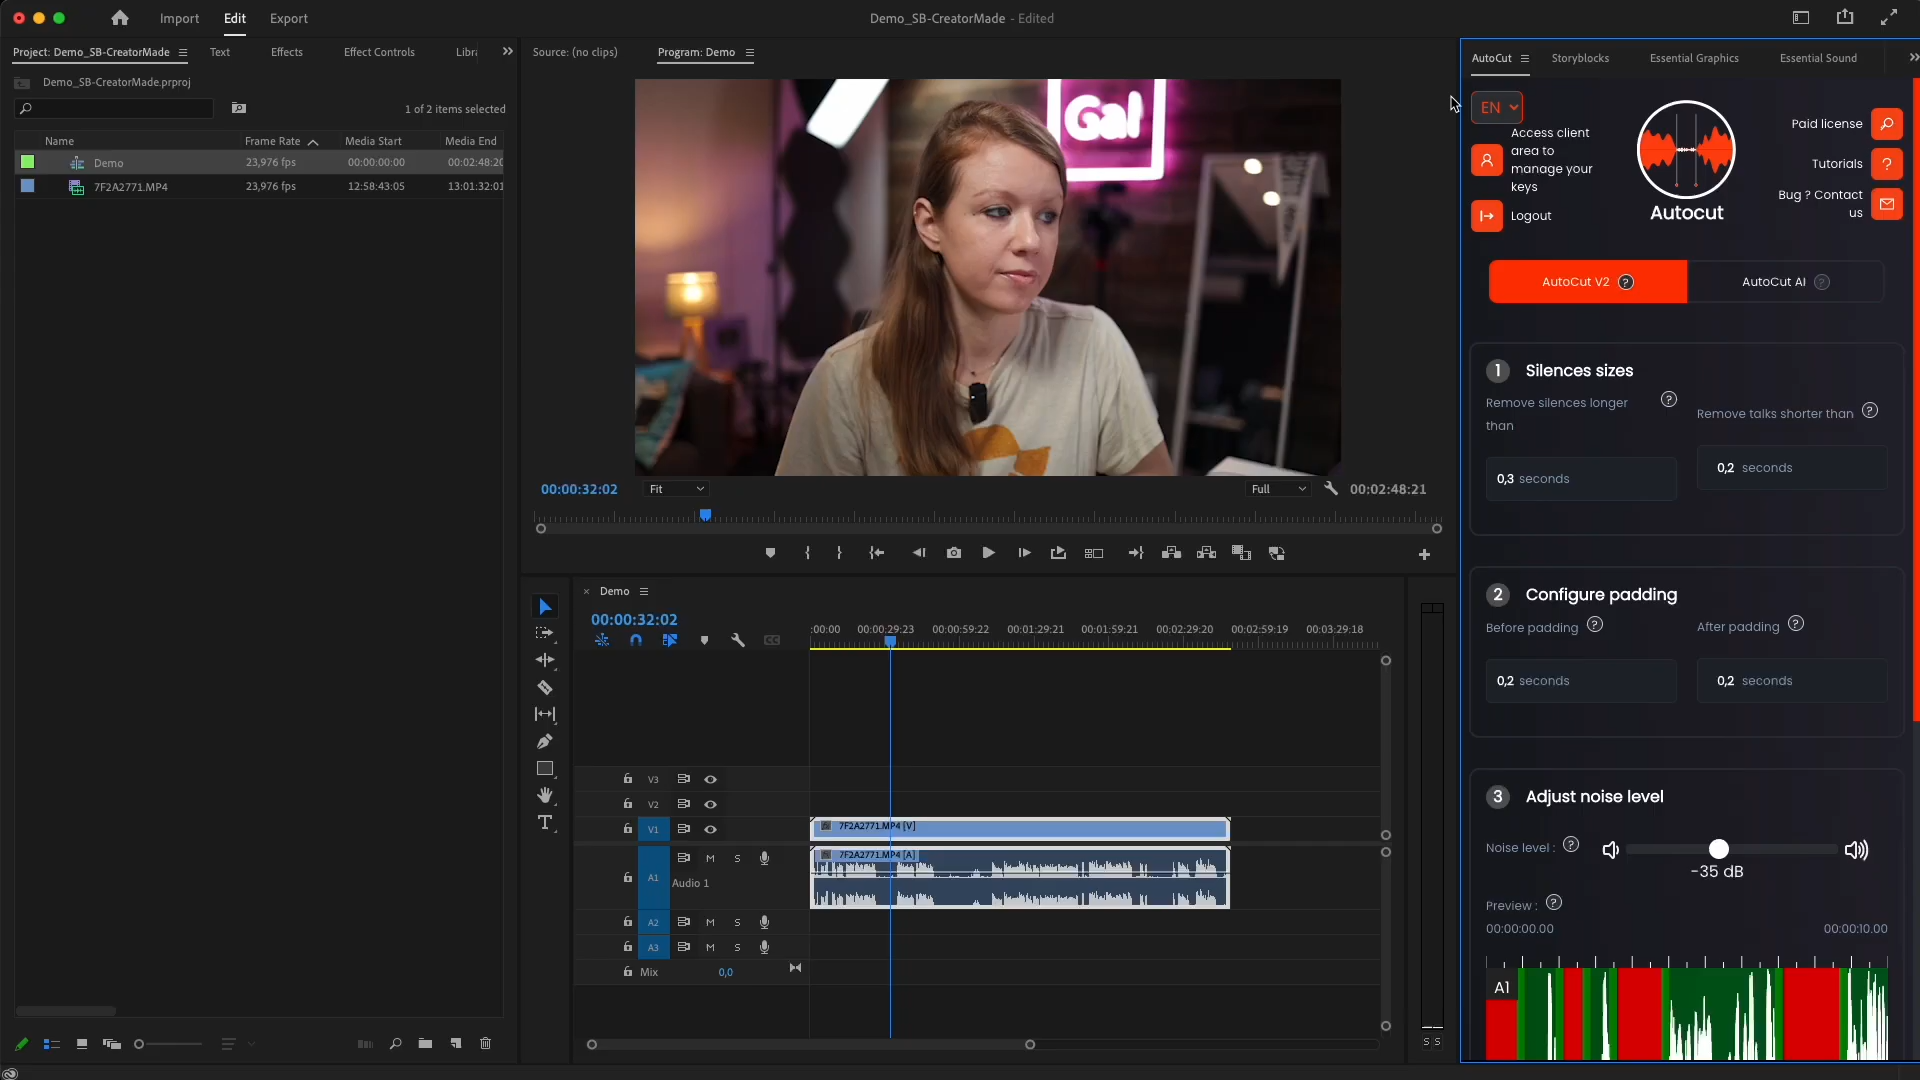 Import
Edit
Export
Demo_SB-CreatorMade - Edited
Project: Demo_SB-CreatorMade
Text
Effects
Effect Controls
Libra
Source: (no clips)
Program: Demo
AutoCut
Storyblocks
Essential Graphics
Essential Sound
Demo_SB-CreatorMade.prproj
1 of 2 items selected
Name
Frame Rate
Media Start
Media End
Demo
23,976 fps
00:00:00:00
00:02:48:20
7F2A2771.MP4
23,976 fps
12:58:43:05
13:01:32:01
Gal
EN
Access client
area to
manage your
keys
Logout
Autocut
Paid license
Tutorials
Bug ? Contact
us
AutoCut V2
AutoCut AI
1 Silences sizes
Remove silences longer
than
Remove talks shorter than
0,3 seconds
0,2 seconds
2 Configure padding
Before padding
After padding
0,2 seconds
0,2 seconds
3 Adjust noise level
Noise level :
-35 dB
Preview :
00:00:00.00
00:00:10.00
A1
00:00:32:02
Fit
Full
00:02:48:21
Demo
00:00:32:02
:00:00
00:00:29:23
00:00:59:22
00:01:29:21
00:01:59:21
00:02:29:20
00:02:59:19
00:03:29:18
V3
V2
V1
7F2A2771.MP4 [V]
7F2A2771.MP4 [A]
A1
M
S
Audio 1
A2
M
S
A3
M
S
Mix
0,0
S S